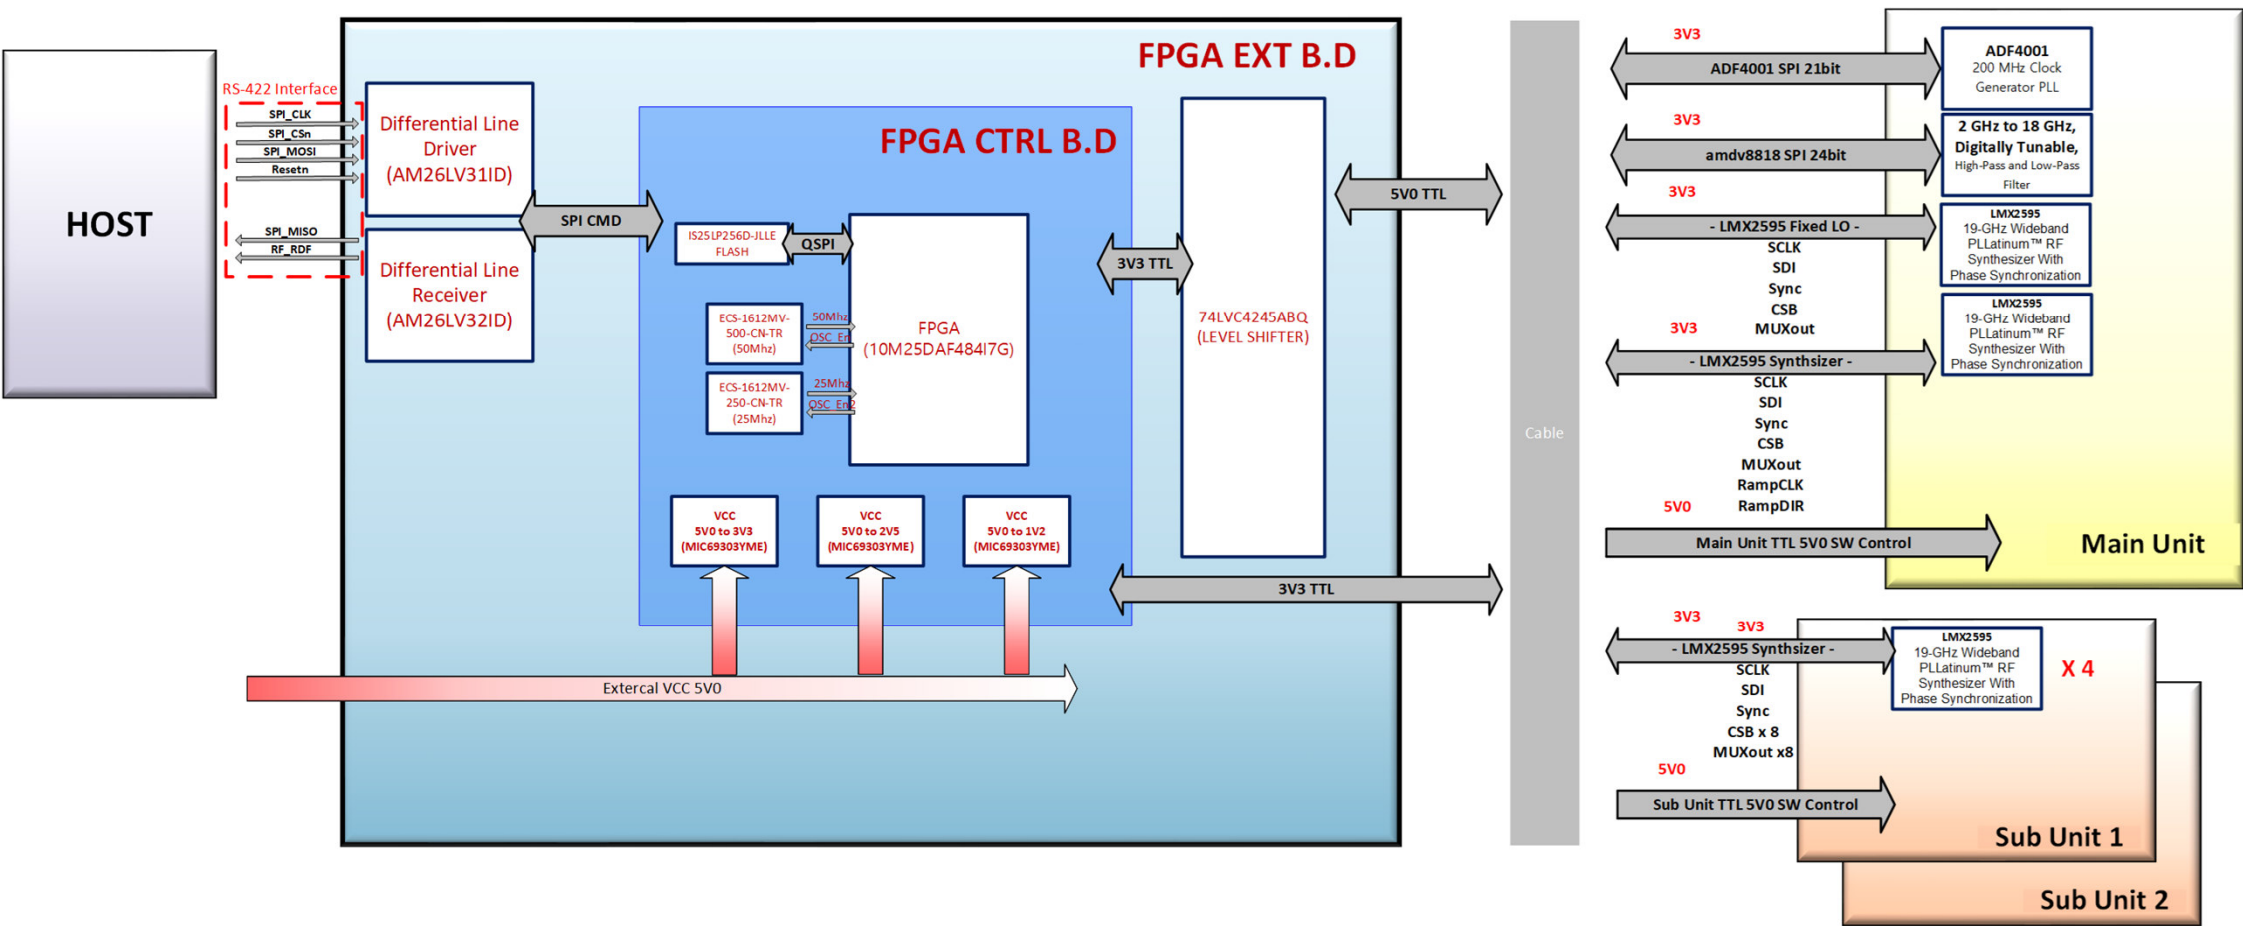 HOST
RS-422 Interface
SPI_CLK
SPI_CSn
SPI_MOSI
Resetn
SPI_MISO
RF_RDF
FPGA EXT B.D
Differential Line
Driver
(AM26LV31ID)
Differential Line
Receiver
(AM26LV32ID)
SPI CMD
FPGA CTRL B.D
IS25LP256D-JLLE
FLASH
QSPI
ECS-1612MV-
500-CN-TR
(50Mhz)
50Mhz
OSC_En
ECS-1612MV-
250-CN-TR
(25Mhz)
25Mhz
OSC_En2
FPGA
(10M25DAF484I7G)
VCC
5V0 to 3V3
(MIC69303YME)
VCC
5V0 to 2V5
(MIC69303YME)
VCC
5V0 to 1V2
(MIC69303YME)
Extercal VCC 5V0
3V3 TTL
74LVC4245ABQ
(LEVEL SHIFTER)
5V0 TTL
3V3 TTL
Cable
3V3
ADF4001 SPI 21bit
3V3
amdv8818 SPI 24bit
3V3
- LMX2595 Fixed LO -
SCLK
SDI
Sync
CSB
MUXout
3V3
- LMX2595 Synthsizer -
SCLK
SDI
Sync
CSB
MUXout
RampCLK
RampDIR
5V0
Main Unit TTL 5V0 SW Control
ADF4001
200 MHz Clock
Generator PLL
2 GHz to 18 GHz,
Digitally Tunable,
High-Pass and Low-Pass
Filter
LMX2595
19-GHz Wideband
PLLatinum™ RF
Synthesizer With
Phase Synchronization
LMX2595
19-GHz Wideband
PLLatinum™ RF
Synthesizer With
Phase Synchronization
Main Unit
3V3
3V3
- LMX2595 Synthsizer -
SCLK
SDI
Sync
CSB x 8
MUXout x8
5V0
Sub Unit TTL 5V0 SW Control
LMX2595
19-GHz Wideband
PLLatinum™ RF
Synthesizer With
Phase Synchronization
X 4
Sub Unit 1
Sub Unit 2